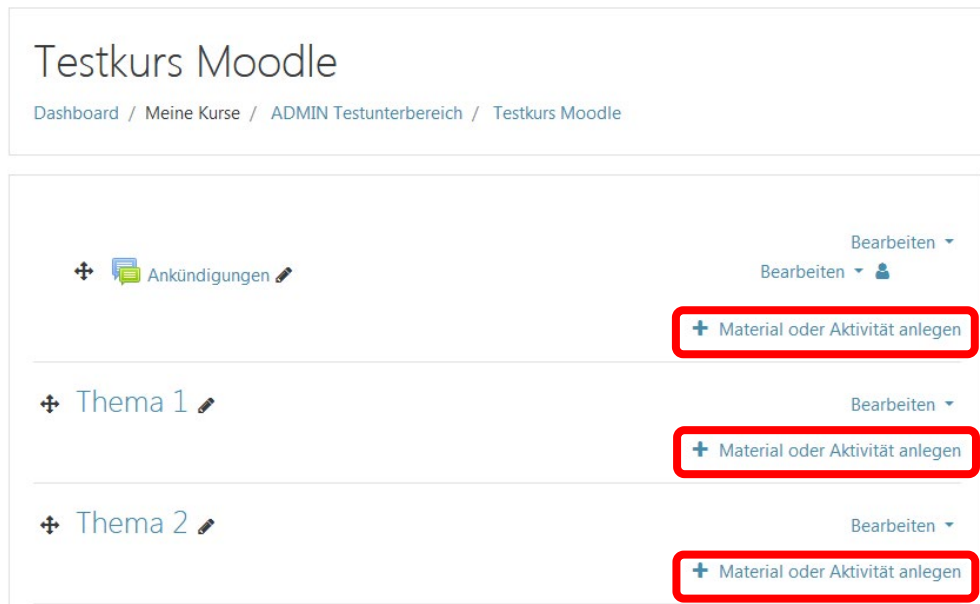 Testkurs Moodle
Dashboard / Meine Kurse / ADMIN Testunterbereich / Testkurs Moodle
Bearbeiten
Ankündigungen Bearbeiten
Material oder Aktivität anlegen
Thema 1 Bearbeiten
Material oder Aktivität anlegen
Thema 2 Bearbeiten
Material oder Aktivität anlegen